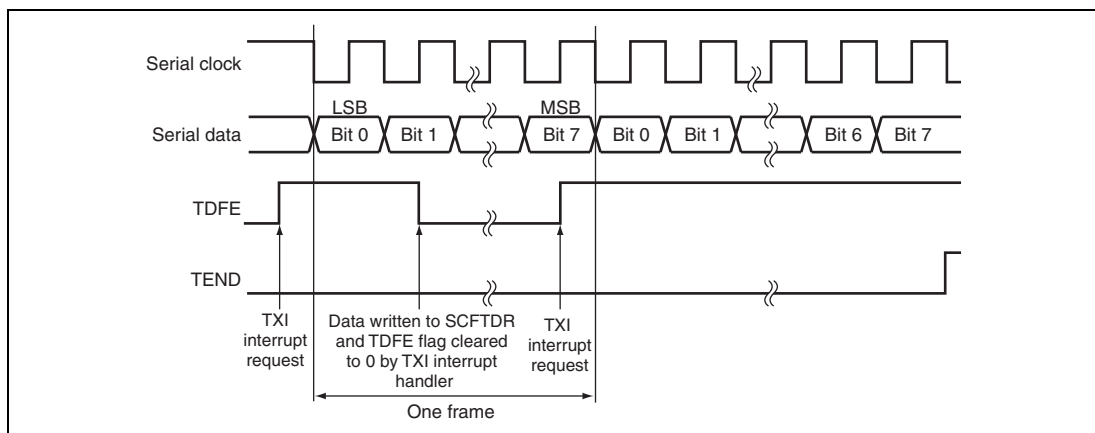 Serial clock
LSB
MSB
Serial data
Bit 0
Bit 1
Bit 7
Bit 0
Bit 1
Bit 6
Bit 7
TDFE
TEND
TXI
interrupt
request
Data written to SCFTDR
and TDFE flag cleared
to 0 by TXI interrupt
handler
TXI
interrupt
request
One frame